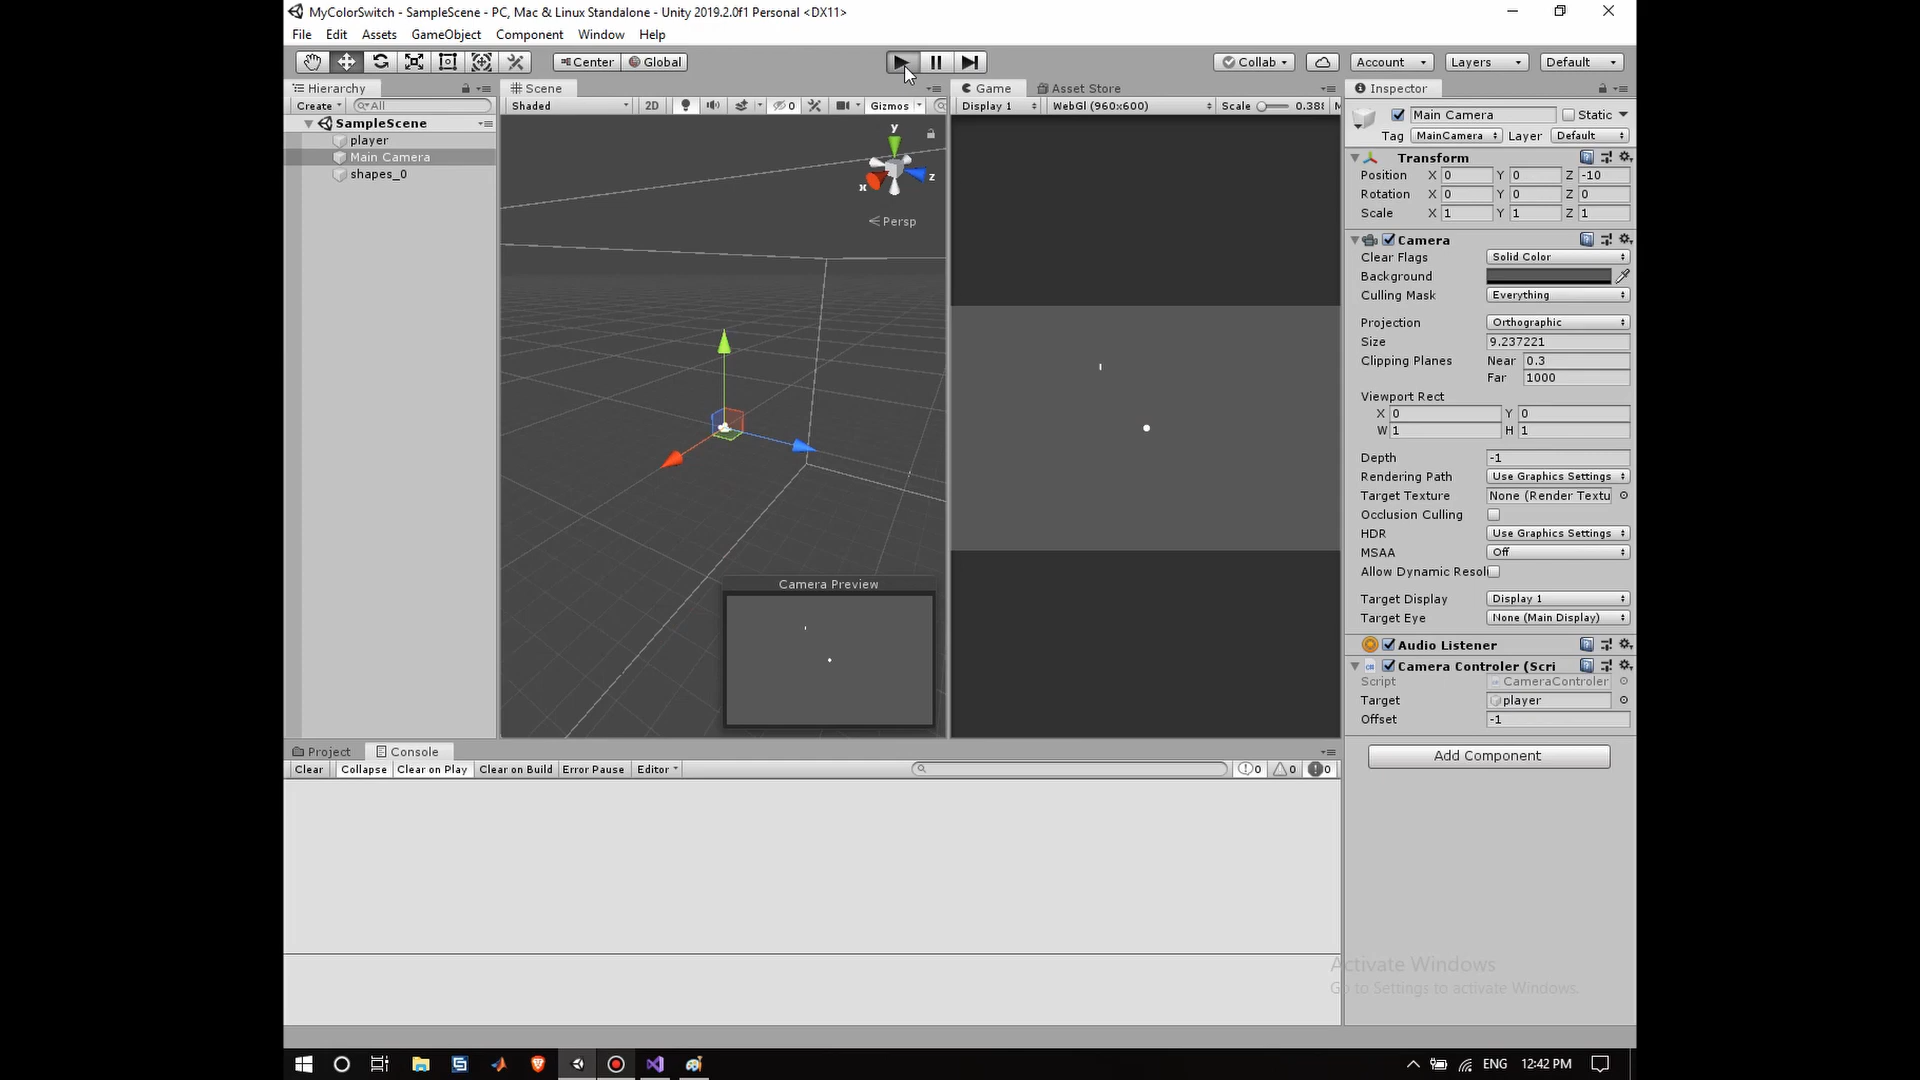 MyColorSwitch - SampleScene - PC, Mac & Linux Standalone - Unity 2019.2.0f1 Personal <DX11>
File Edit Assets GameObject Component Window Help
Center Global Collab Account Layers Default
Hierarchy Scene Game Asset Store Inspector
Create All Shaded 2D 0 Gizmos Display 1 WebGl (960x600) Scale 0.388 M
Main Camera Static
SampleScene
Tag MainCamera Layer Default
player
Main Camera
shapes_0
y
x
z
Persp
Transform
Position X 0 Y 0 Z -10
Rotation X 0 Y 0 Z 0
Scale X 1 Y 1 Z 1
Camera
Clear Flags Solid Color
Background
Culling Mask Everything
Projection Orthographic
Size 9.237221
Clipping Planes Near 0.3
Far 1000
Viewport Rect
X 0 Y 0
W 1 H 1
Depth -1
Rendering Path Use Graphics Settings
Target Texture None (Render Textu
Occlusion Culling
HDR Use Graphics Settings
MSAA Off
Allow Dynamic Resol
Target Display Display 1
Target Eye None (Main Display)
Audio Listener
Camera Controler (Scri
Script CameraControler
Target player
Offset -1
Add Component
Camera Preview
Project Console
Clear Collapse Clear on Play Clear on Build Error Pause Editor 0 0 0
Activate Windows
Go to Settings to activate Windows.
ENG 12:42 PM